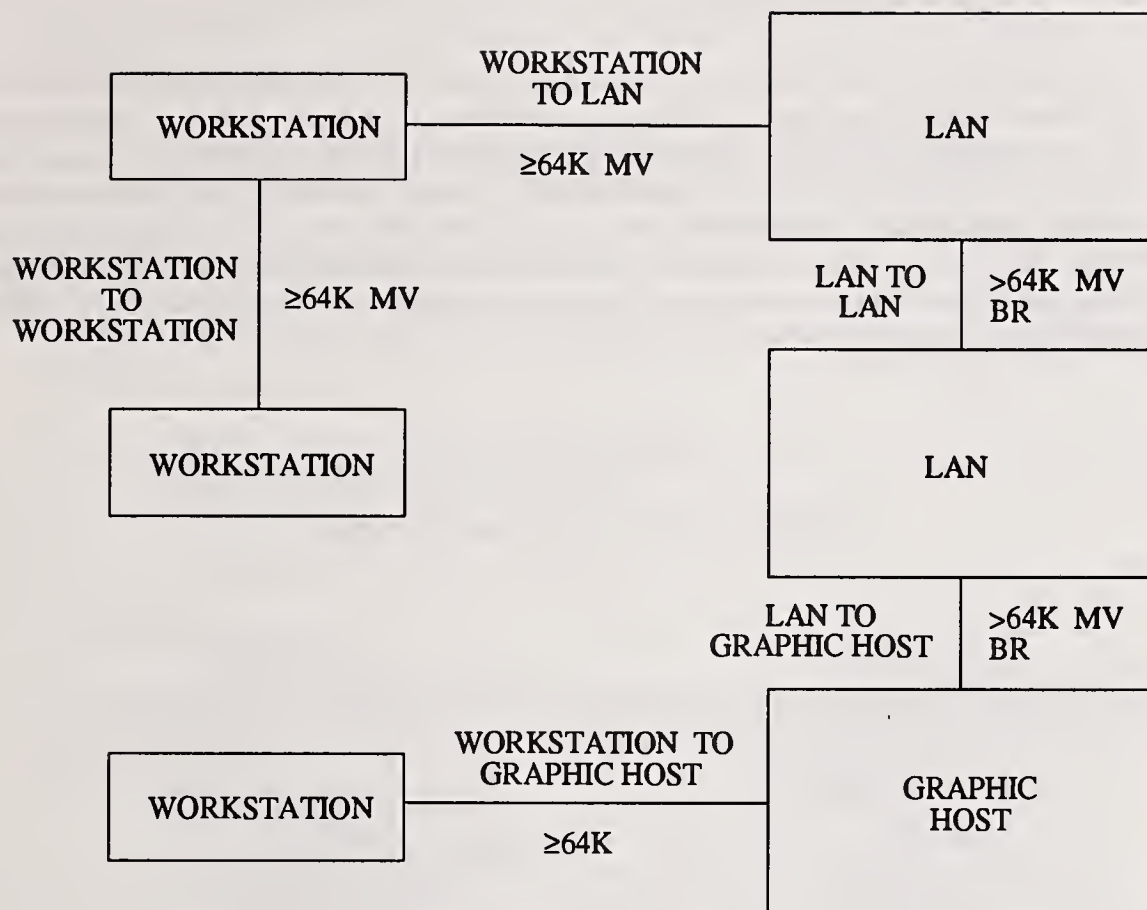 WORKSTATION
TO LAN
WORKSTATION
LAN
≥64K MV
WORKSTATION
TO
WORKSTATION
≥64K MV
LAN TO
LAN
>64K MV
BR
WORKSTATION
LAN
LAN TO
GRAPHIC HOST
>64K MV
BR
WORKSTATION TO
GRAPHIC HOST
WORKSTATION
GRAPHIC
HOST
≥64K